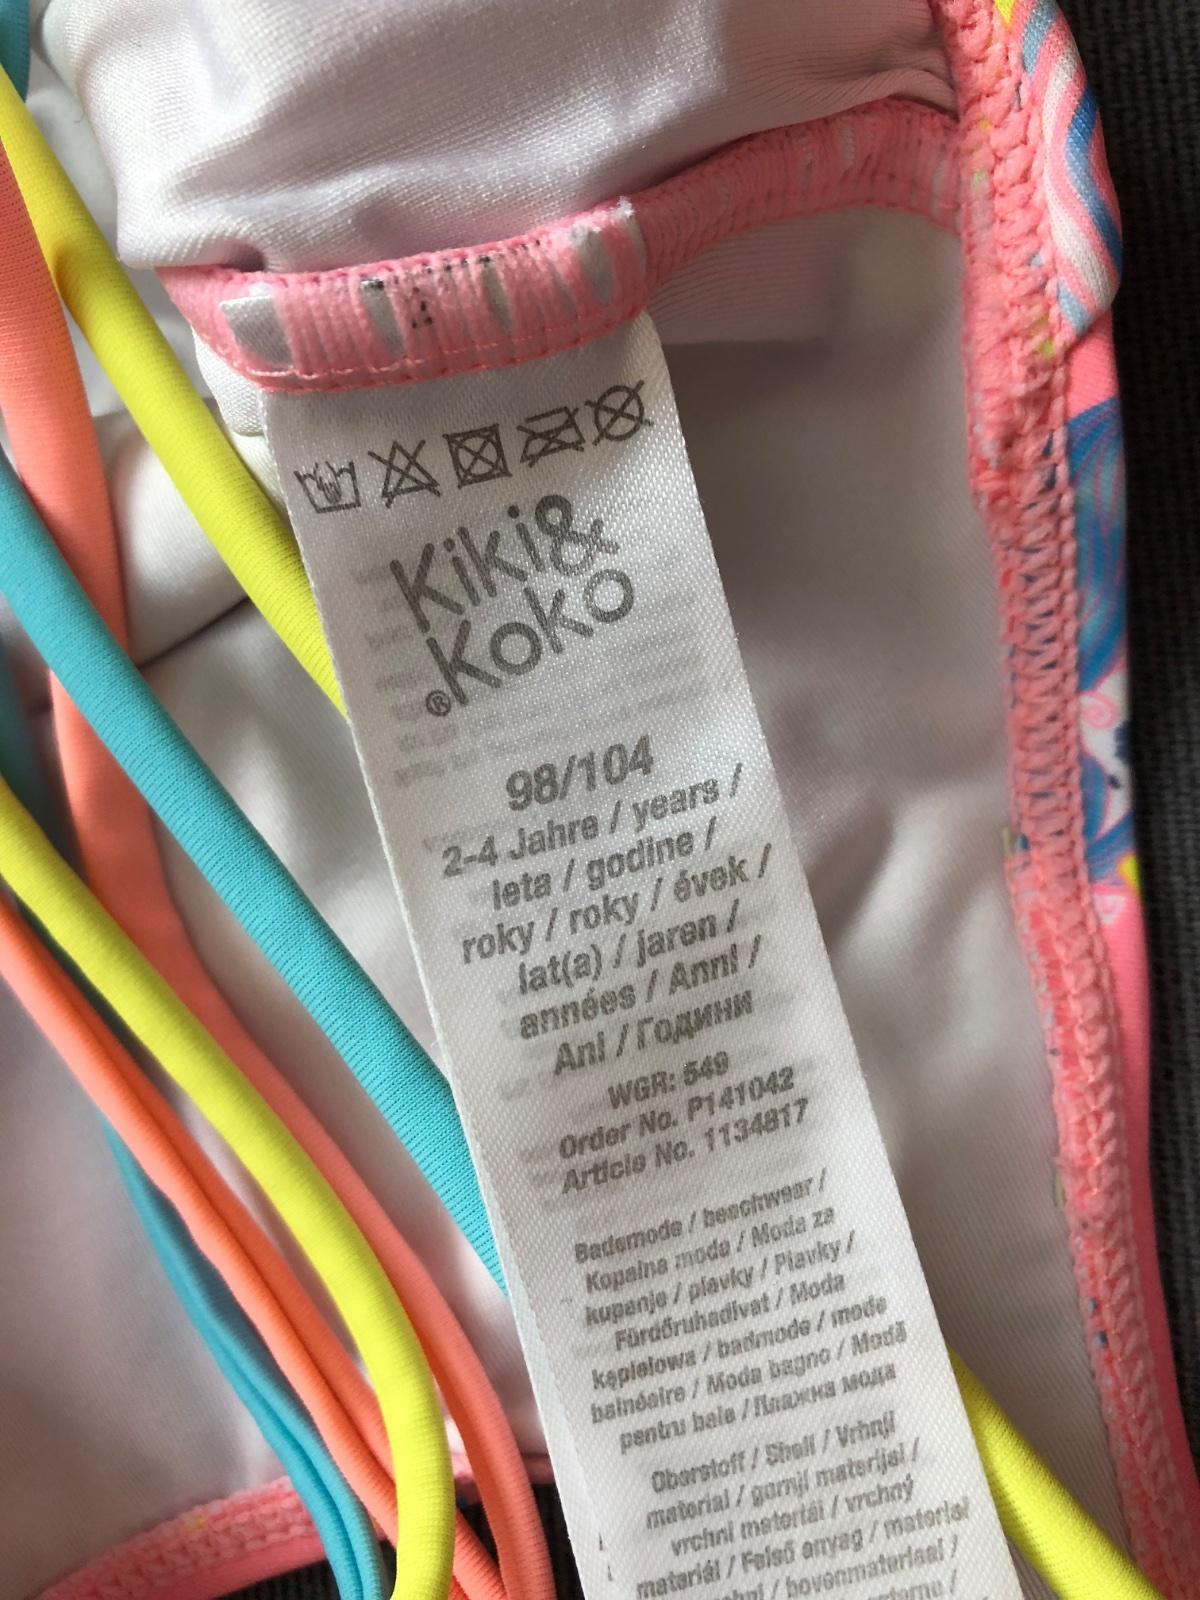 Kiki&
Koko®
98/104
2-4 Jahre / years /
leta / godine /
roky / roky / évek /
lat(a) / jaren /
années / Anni /
Ani / Години
WGR: 549
Order No. P141042
Article No. 1134817
Bademode / beachwear /
Kopalna moda / Moda za
kupanje / plavky / Plavky /
Fürdőruhadivat / Moda
kąpielowa / badmode / mode
balnéaire / Moda bagno / Modă
pentru baie / Плажна мода
Oberstoff / Shell / Vrhnji
material / gornji materijal /
vrchní materiál / vrchný
materiál / Felső anyag / materiał
/ bovenmateriaal /